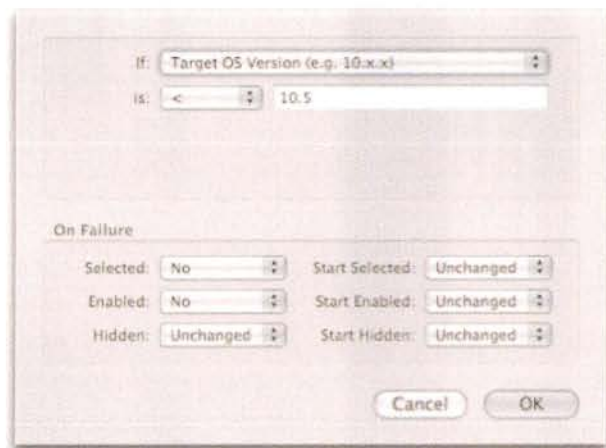 If: Target OS Version (e.g. 10.x.x)
is: < 10.5
On Failure
Selected: No Start Selected: Unchanged
Enabled: No Start Enabled: Unchanged
Hidden: Unchanged Start Hidden: Unchanged
Cancel OK